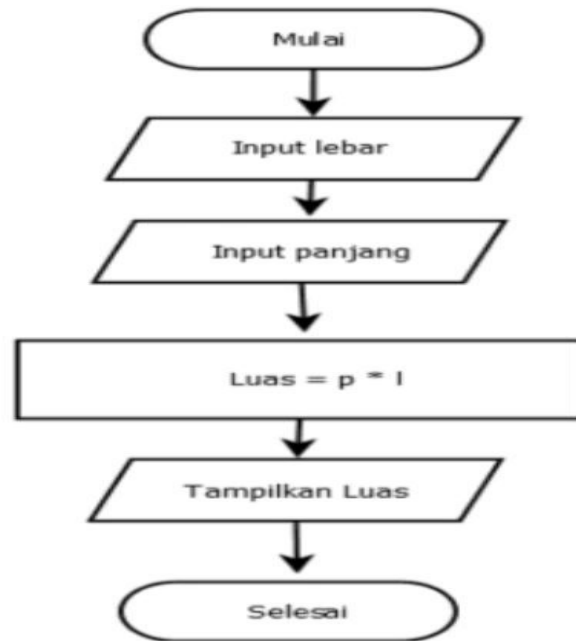 Mulai
Input lebar
Input panjang
Luas = p * l
Tampilkan Luas
Selesai